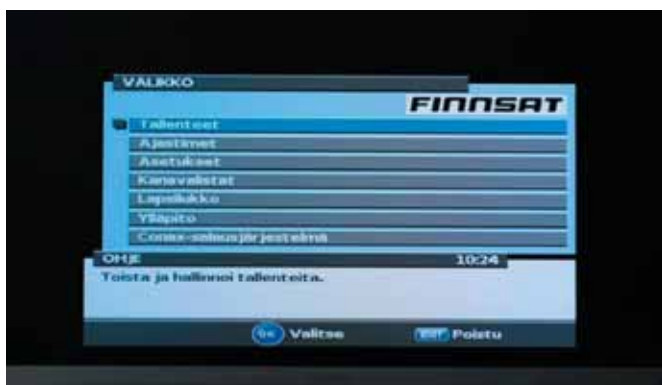 VALIKKO
FINNSAT
Tallenteet
Ajastimet
Asetukset
Kanavalistat
Lapsilukko
Ylläpito
Conax-salausjärjestelmä
OHJE 10:24
Toista ja hallinnoi tallenteita.
OK Valitse EXIT Poistu